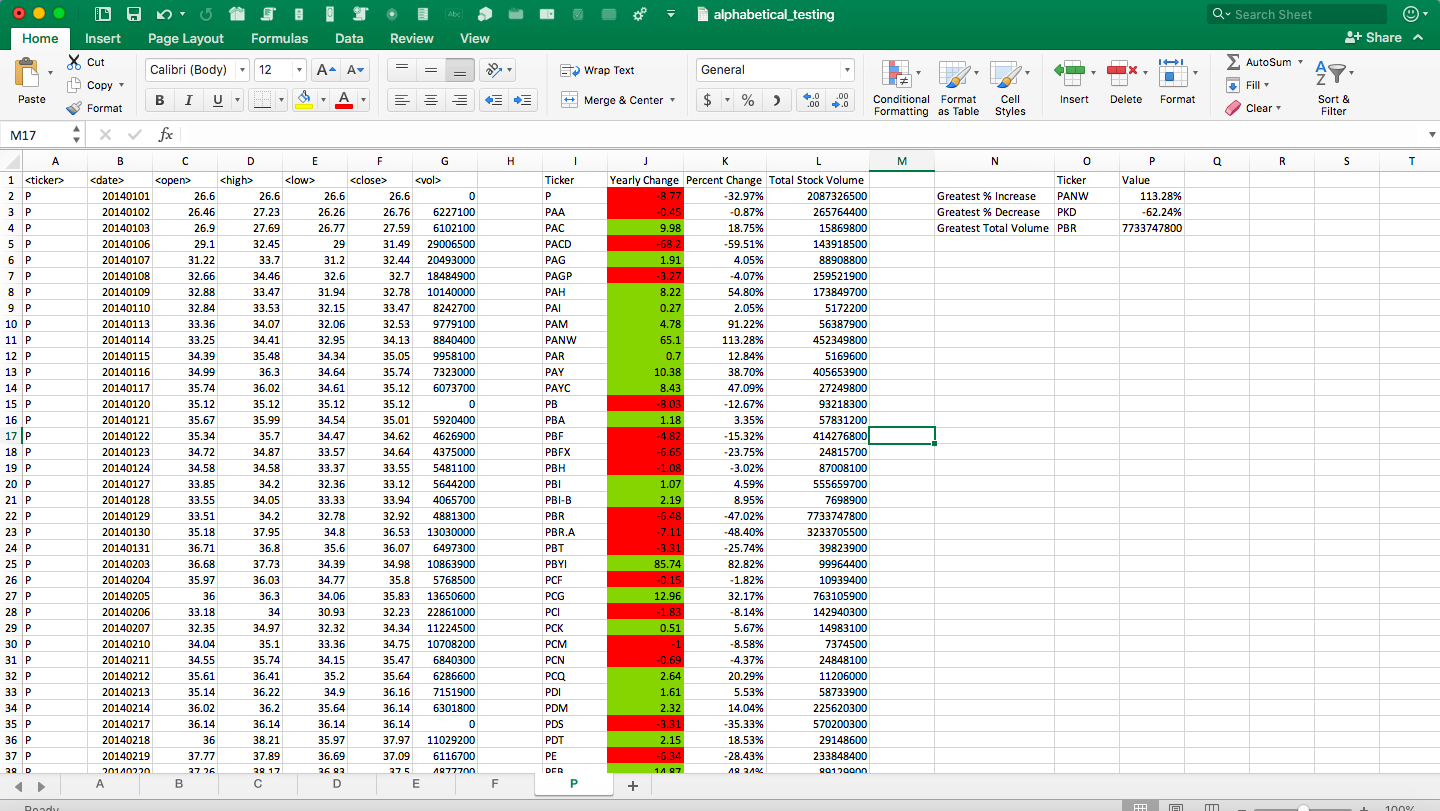 alphabetical_testing
Search Sheet
Home Insert Page Layout Formulas Data Review View
Share
Paste
Cut
Copy
Format
Calibri (Body) 12
B I U
Wrap Text
Merge & Center
General
$ % )
Conditional Formatting
Format as Table
Cell Styles
Insert
Delete
Format
AutoSum
Fill
Clear
Sort & Filter
M17 fx
A B C D E F G H I J K L M N O P Q R S T
1 <ticker> <date> <open> <high> <low> <close> <vol> Ticker Yearly Change Percent Change Total Stock Volume Ticker Value
2 P 20140101 26.6 26.6 26.6 26.6 0 P -8.77 -32.97% 2087326500 Greatest % Increase PANW 113.28%
3 P 20140102 26.46 27.23 26.26 26.76 6227100 PAA -0.45 -0.87% 265764400 Greatest % Decrease PKD -62.24%
4 P 20140103 26.9 27.69 26.77 27.59 6102100 PAC 9.98 18.75% 15869800 Greatest Total Volume PBR 7733747800
5 P 20140106 29.1 32.45 29 31.49 29006500 PACD -68.2 -59.51% 143918500
6 P 20140107 31.22 33.7 31.2 32.44 20493000 PAG 1.91 4.05% 88908800
7 P 20140108 32.66 34.46 32.6 32.7 18484900 PAGP -3.27 -4.07% 259521900
8 P 20140109 32.88 33.47 31.94 32.78 10140000 PAH 8.22 54.80% 173849700
9 P 20140110 32.84 33.53 32.15 33.47 8242700 PAI 0.27 2.05% 5172200
10 P 20140113 33.36 34.07 32.06 32.53 9779100 PAM 4.78 91.22% 56387900
11 P 20140114 33.25 34.41 32.95 34.13 8840400 PANW 65.1 113.28% 452349800
12 P 20140115 34.39 35.48 34.34 35.05 9958100 PAR 0.7 12.84% 5169600
13 P 20140116 34.99 36.3 34.64 35.74 7323000 PAY 10.38 38.70% 405653900
14 P 20140117 35.74 36.02 34.61 35.12 6073700 PAYC 8.43 47.09% 27249800
15 P 20140120 35.12 35.12 35.12 35.12 0 PB -8.03 -12.67% 93218300
16 P 20140121 35.67 35.99 34.54 35.01 5920400 PBA 1.18 3.35% 57831200
17 P 20140122 35.34 35.7 34.47 34.62 4626900 PBF -4.82 -15.32% 414276800
18 P 20140123 34.72 34.87 33.57 34.64 4375000 PBFX -6.65 -23.75% 24815700
19 P 20140124 34.58 34.58 33.37 33.55 5481100 PBH -1.08 -3.02% 87008100
20 P 20140127 33.85 34.2 32.36 33.12 5644200 PBI 1.07 4.59% 555659700
21 P 20140128 33.55 34.05 33.33 33.94 4065700 PBI-B 2.19 8.95% 7698900
22 P 20140129 33.51 34.2 32.78 32.92 4881300 PBR -6.48 -47.02% 7733747800
23 P 20140130 35.18 37.95 34.8 36.53 13030000 PBR.A -7.11 -48.40% 3233705500
24 P 20140131 36.71 36.8 35.6 36.07 6497300 PBT -3.31 -25.74% 39823900
25 P 20140203 36.68 37.73 34.39 34.98 10863900 PBYI 85.74 82.82% 99964400
26 P 20140204 35.97 36.03 34.77 35.8 5768500 PCF -0.15 -1.82% 10939400
27 P 20140205 36 36.3 34.06 35.83 13650600 PCG 12.96 32.17% 763105900
28 P 20140206 33.18 34 30.93 32.23 22861000 PCI -1.83 -8.14% 142940300
29 P 20140207 32.35 34.97 32.32 34.34 11224500 PCK 0.51 5.67% 14983100
30 P 20140210 34.04 35.1 33.36 34.75 10708200 PCM -1 -8.58% 7374500
31 P 20140211 34.55 35.74 34.15 35.47 6840300 PCN -0.69 -4.37% 24848100
32 P 20140212 35.61 36.41 35.2 35.64 6286600 PCQ 2.64 20.29% 11206000
33 P 20140213 35.14 36.22 34.9 36.16 7151900 PDI 1.61 5.53% 58733900
34 P 20140214 36.02 36.2 35.64 36.14 6301800 PDM 2.32 14.04% 225620300
35 P 20140217 36.14 36.14 36.14 36.14 0 PDS -3.31 -35.33% 570200300
36 P 20140218 36 38.21 35.97 37.97 11029200 PDT 2.15 18.53% 29148600
37 P 20140219 37.77 37.89 36.69 37.09 6116700 PE -6.34 -28.43% 233848400
38 P 20140220 37.26 38.17 36.83 37.5 4877700 PEB 14.87 48.34% 89129900
A B C D E F P +
Ready 100%